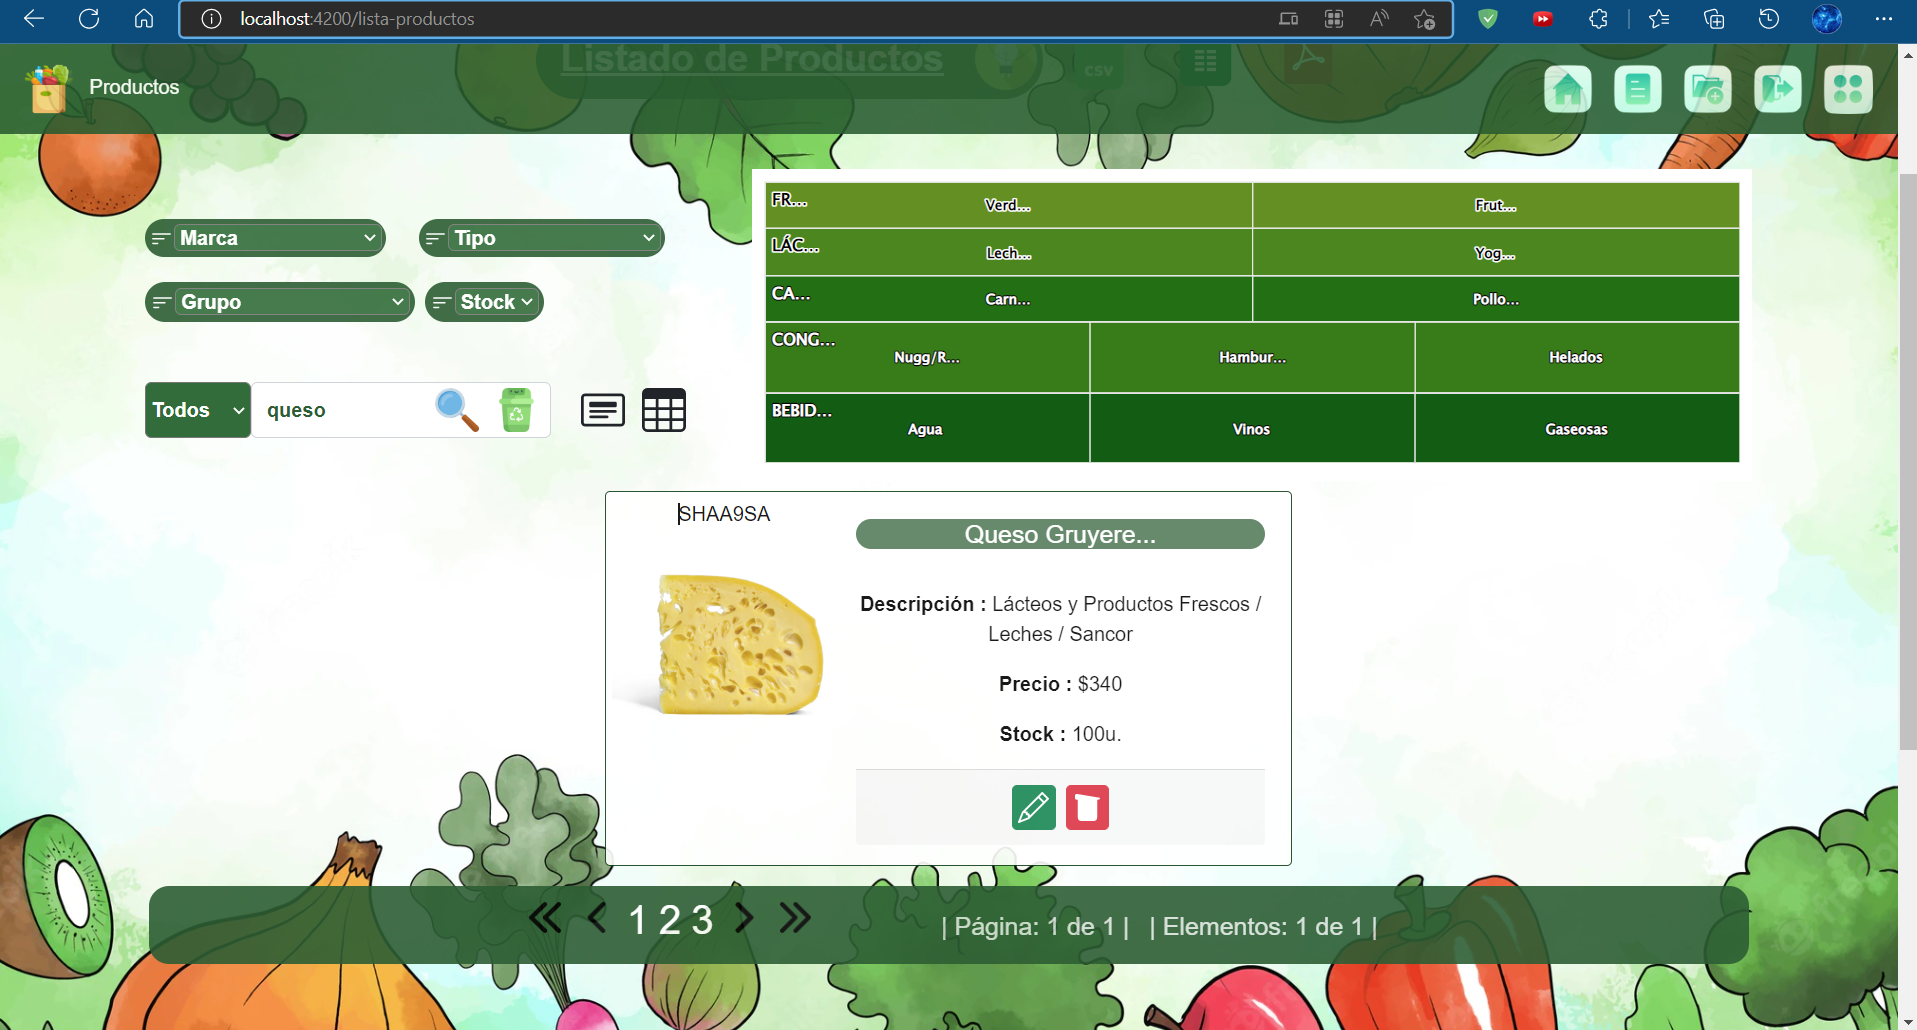 localhost:4200/lista-productos
Listado de Productos
CSV
Productos
Marca
Tipo
Grupo
Stock
Todos
queso
FR...
Verd...
Frut...
LÁC...
Lech...
Yog...
CA...
Carn...
Pollo...
CONG...
Nugg/R...
Hambur...
Helados
BEBID...
Agua
Vinos
Gaseosas
SHAA9SA
Queso Gruyere...
Descripción : Lácteos y Productos Frescos /
Leches / Sancor
Precio : $340
Stock : 100u.
1 2 3
| Página: 1 de 1 | | Elementos: 1 de 1 |